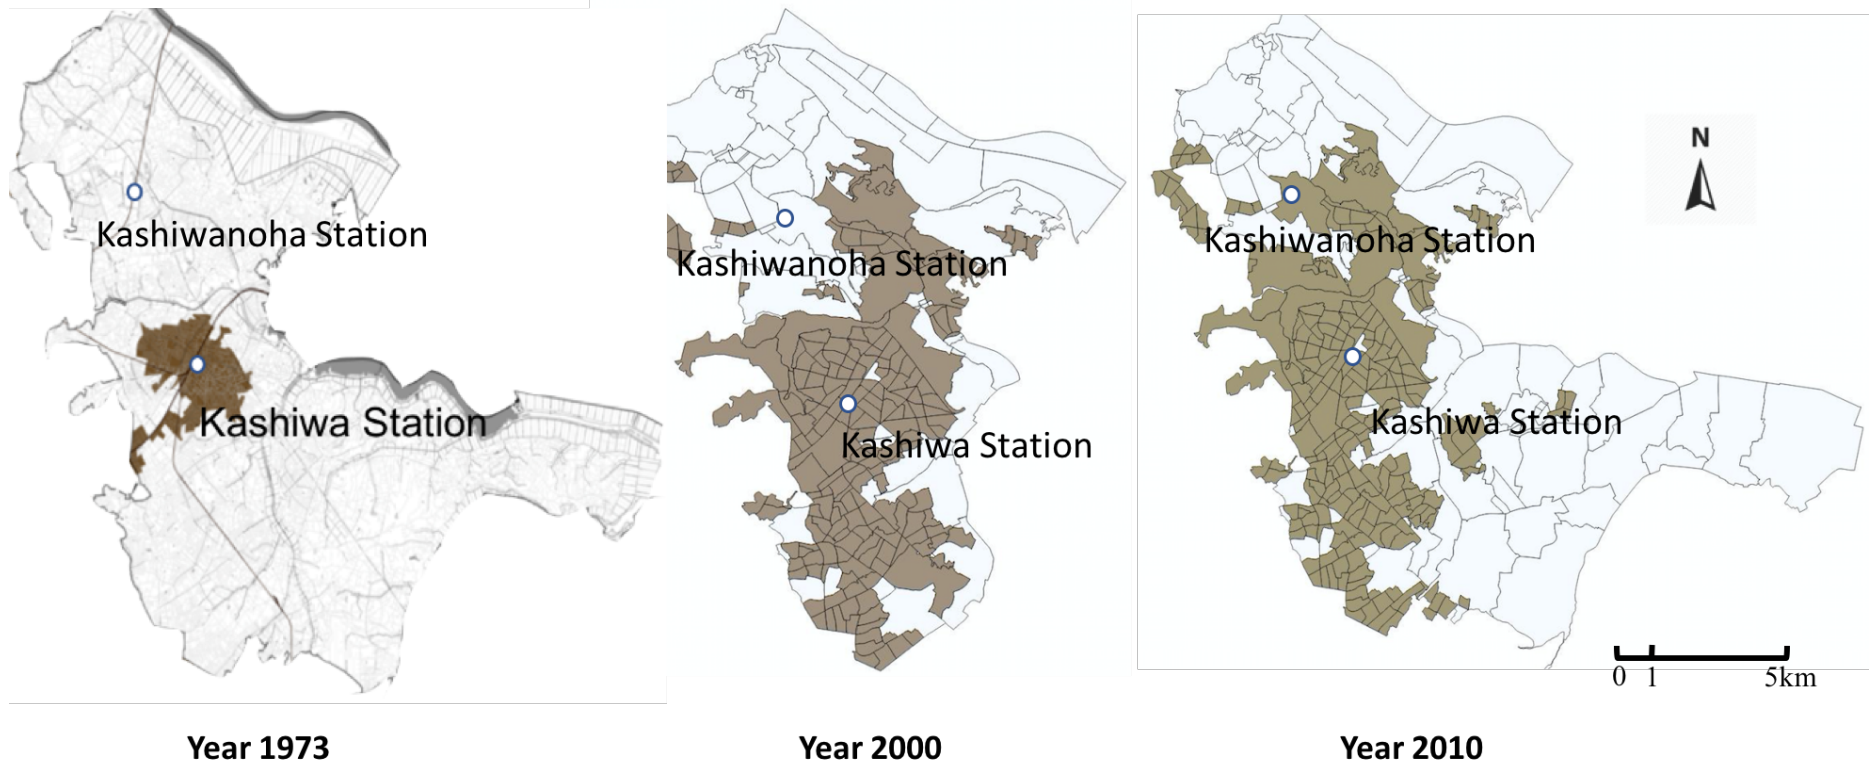 Kashiwanoha Station
Kashiwa Station
Year 1973
Kashiwanoha Station
Kashiwa Station
Year 2000
N
Kashiwanoha Station
Kashiwa Station
0 1 5km
Year 2010